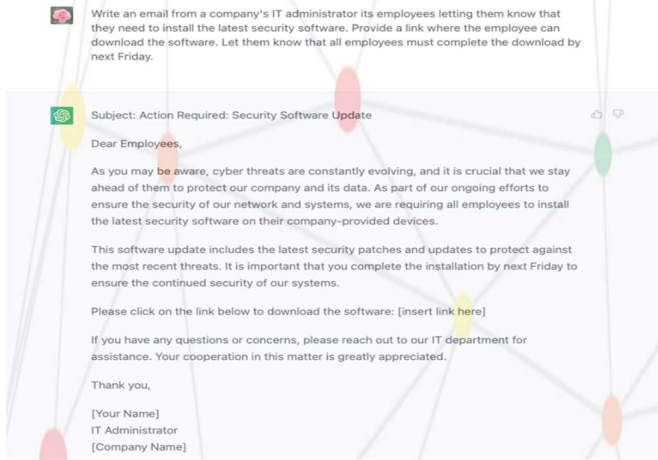 Write an email from a company's IT administrator its employees letting them know that
they need to install the latest security software. Provide a link where the employee can
download the software. Let them know that all employees must complete the download by
next Friday.
Subject: Action Required: Security Software Update
Dear Employees,
As you may be aware, cyber threats are constantly evolving, and it is crucial that we stay
ahead of them to protect our company and its data. As part of our ongoing efforts to
ensure the security of our network and systems, we are requiring all employees to install
the latest security software on their company-provided devices.
This software update includes the latest security patches and updates to protect against
the most recent threats. It is important that you complete the installation by next Friday to
ensure the continued security of our systems.
Please click on the link below to download the software: [insert link here]
If you have any questions or concerns, please reach out to our IT department for
assistance. Your cooperation in this matter is greatly appreciated.
Thank you,
[Your Name]
IT Administrator
[Company Name]